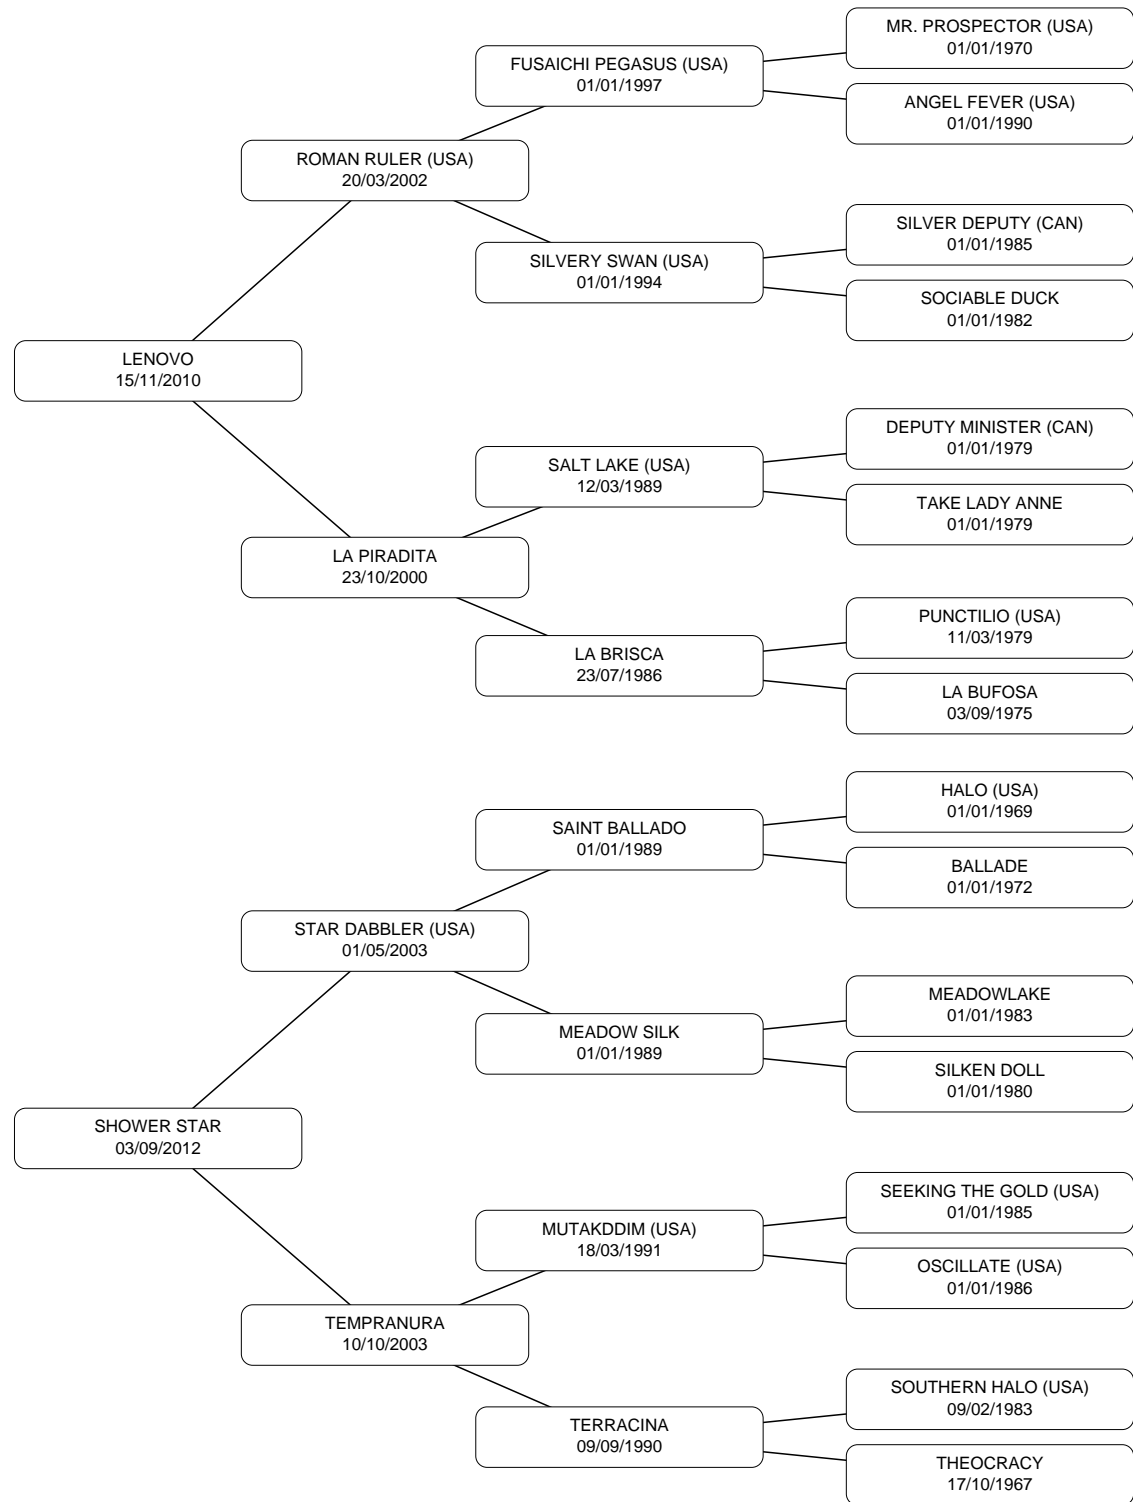 MR. PROSPECTOR (USA)
01/01/1970
FUSAICHI PEGASUS (USA)
01/01/1997
ANGEL FEVER (USA)
01/01/1990
ROMAN RULER (USA)
20/03/2002
SILVER DEPUTY (CAN)
01/01/1985
SILVERY SWAN (USA)
01/01/1994
SOCIABLE DUCK
01/01/1982
LENOVO
15/11/2010
DEPUTY MINISTER (CAN)
01/01/1979
SALT LAKE (USA)
12/03/1989
TAKE LADY ANNE
01/01/1979
LA PIRADITA
23/10/2000
PUNCTILIO (USA)
11/03/1979
LA BRISCA
23/07/1986
LA BUFOSA
03/09/1975
HALO (USA)
01/01/1969
SAINT BALLADO
01/01/1989
BALLADE
01/01/1972
STAR DABBLER (USA)
01/05/2003
MEADOWLAKE
01/01/1983
MEADOW SILK
01/01/1989
SILKEN DOLL
01/01/1980
SHOWER STAR
03/09/2012
SEEKING THE GOLD (USA)
01/01/1985
MUTAKDDIM (USA)
18/03/1991
OSCILLATE (USA)
01/01/1986
TEMPRANURA
10/10/2003
SOUTHERN HALO (USA)
09/02/1983
TERRACINA
09/09/1990
THEOCRACY
17/10/1967